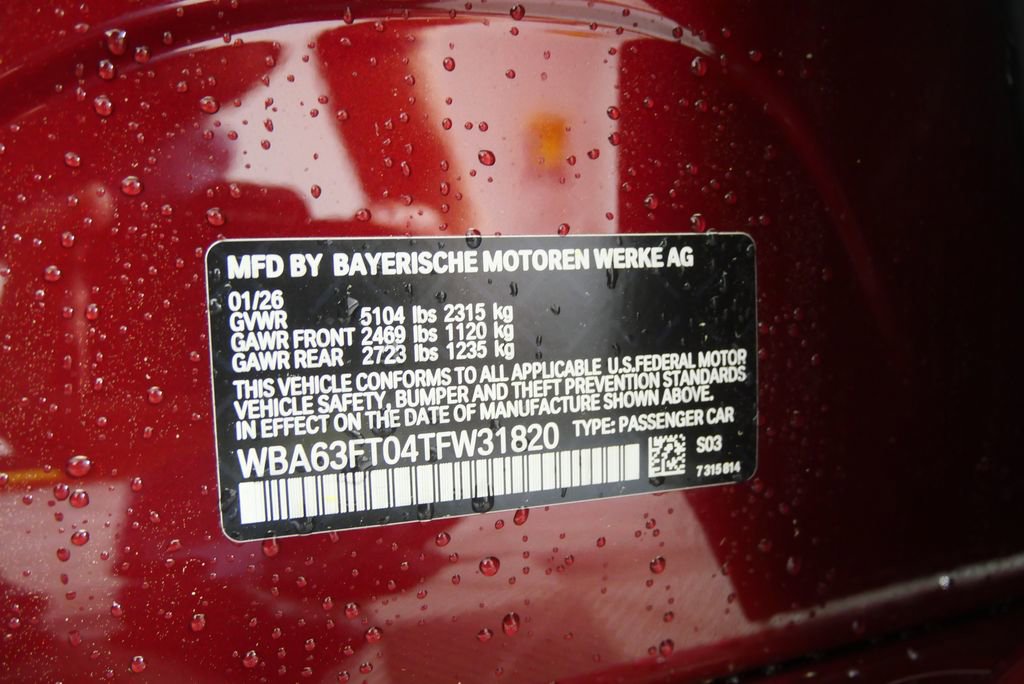 MFD BY BAYERISCHE MOTOREN WERKE AG
01/26
GVWR 5104 lbs 2315 kg
GAWR FRONT 2469 lbs 1120 kg
GAWR REAR 2723 lbs 1235 kg
THIS VEHICLE CONFORMS TO ALL APPLICABLE U.S.FEDERAL MOTOR
VEHICLE SAFETY, BUMPER AND THEFT PREVENTION STANDARDS
IN EFFECT ON THE DATE OF MANUFACTURE SHOWN ABOVE.
WBA63FT04TFW31820 TYPE: PASSENGER CAR
S03
7 315 814